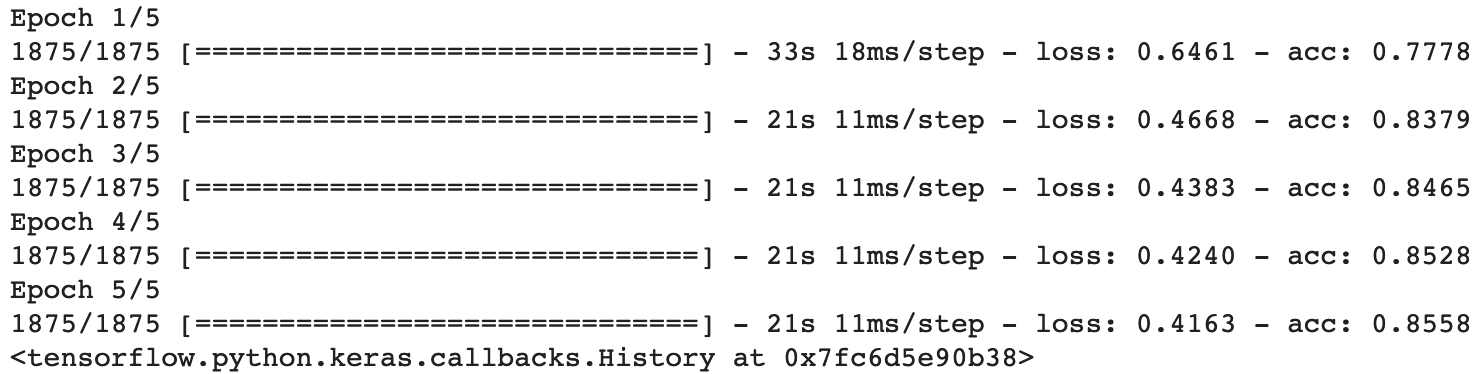 Epoch 1/5
1875/1875 [==============================] - 33s 18ms/step - loss: 0.6461 - acc: 0.7778
Epoch 2/5
1875/1875 [==============================] - 21s 11ms/step - loss: 0.4668 - acc: 0.8379
Epoch 3/5
1875/1875 [==============================] - 21s 11ms/step - loss: 0.4383 - acc: 0.8465
Epoch 4/5
1875/1875 [==============================] - 21s 11ms/step - loss: 0.4240 - acc: 0.8528
Epoch 5/5
1875/1875 [==============================] - 21s 11ms/step - loss: 0.4163 - acc: 0.8558
<tensorflow.python.keras.callbacks.History at 0x7fc6d5e90b38>